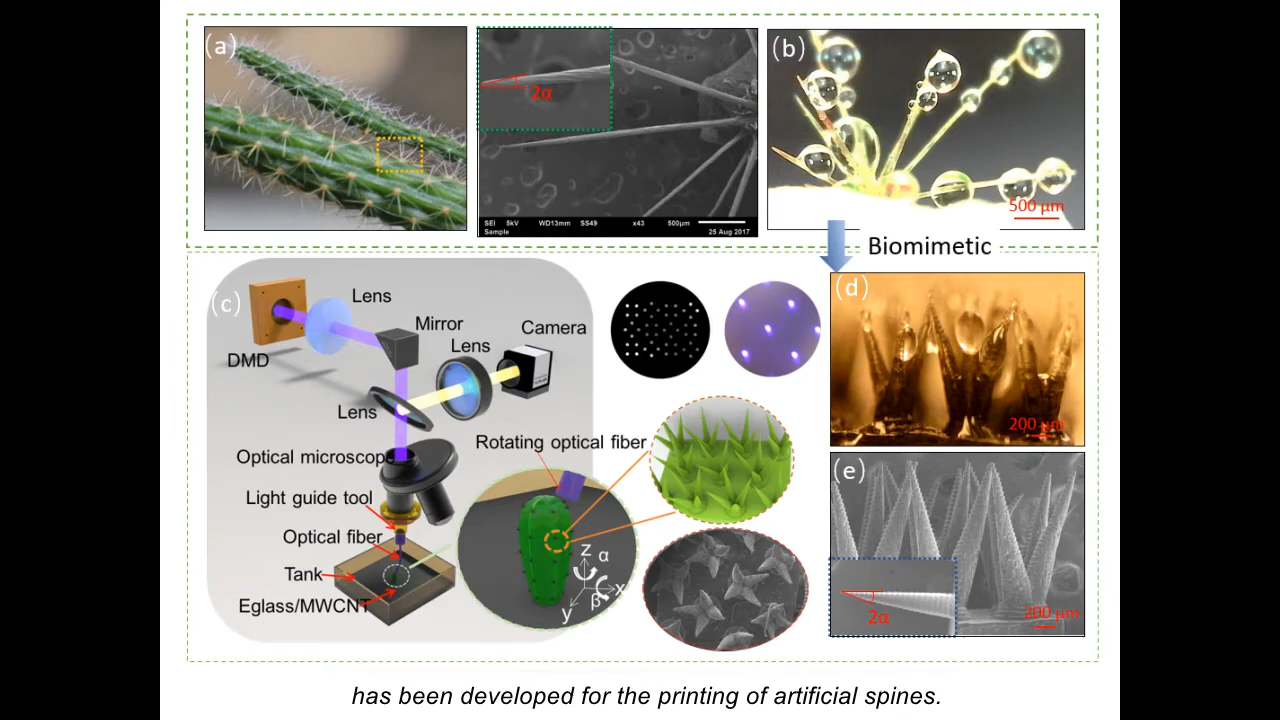 (a)
2α
SEI 5kV WD13mm SS49 x43 500μm
Sample 25 Aug 2017
(b)
500 μm
Biomimetic
(c)
Lens
Mirror
Camera
Lens
DMD
Lens
Rotating optical fiber
Optical microscope
Light guide tool
Optical fiber
Tank
Eglass/MWCNT
z
α
x
β
y
(d)
200 μm
(e)
2α
200 μm
has been developed for the printing of artificial spines.